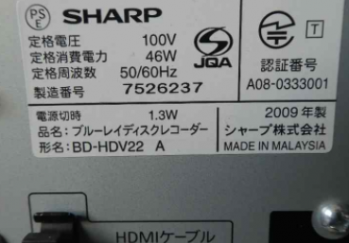 PS
E
SHARP
定格電圧 100V
定格消費電力 46W
定格周波数 50/60Hz
製造番号 7526237
JQA
T
認証番号
A08-0333001
電源切時 1.3W
品名：ブルーレイディスクレコーダー
形名：BD-HDV22 A
2009年製
シャープ株式会社
MADE IN MALAYSIA
HDMIケーブル